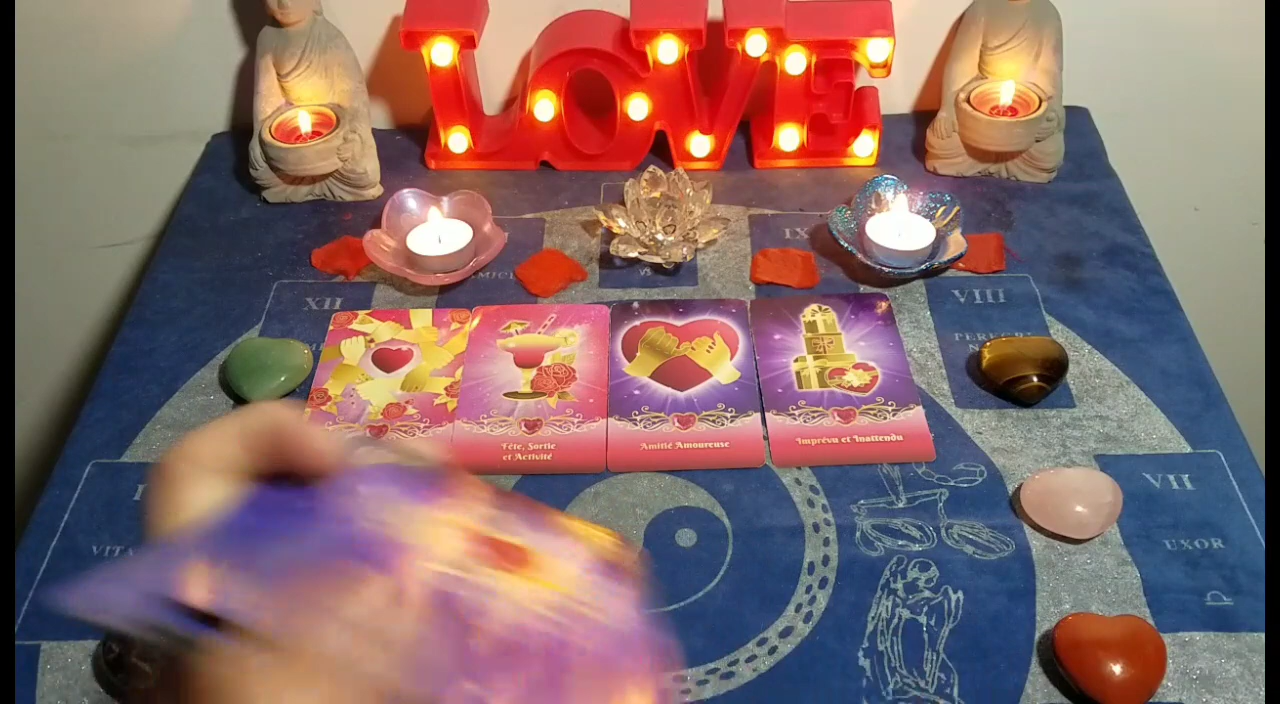 LOVE
IX
XII
VIII
Fête, Sortie
et Activité
Amitié Amoureuse
Imprévu et Inattendu
VII
UXOR
VITA